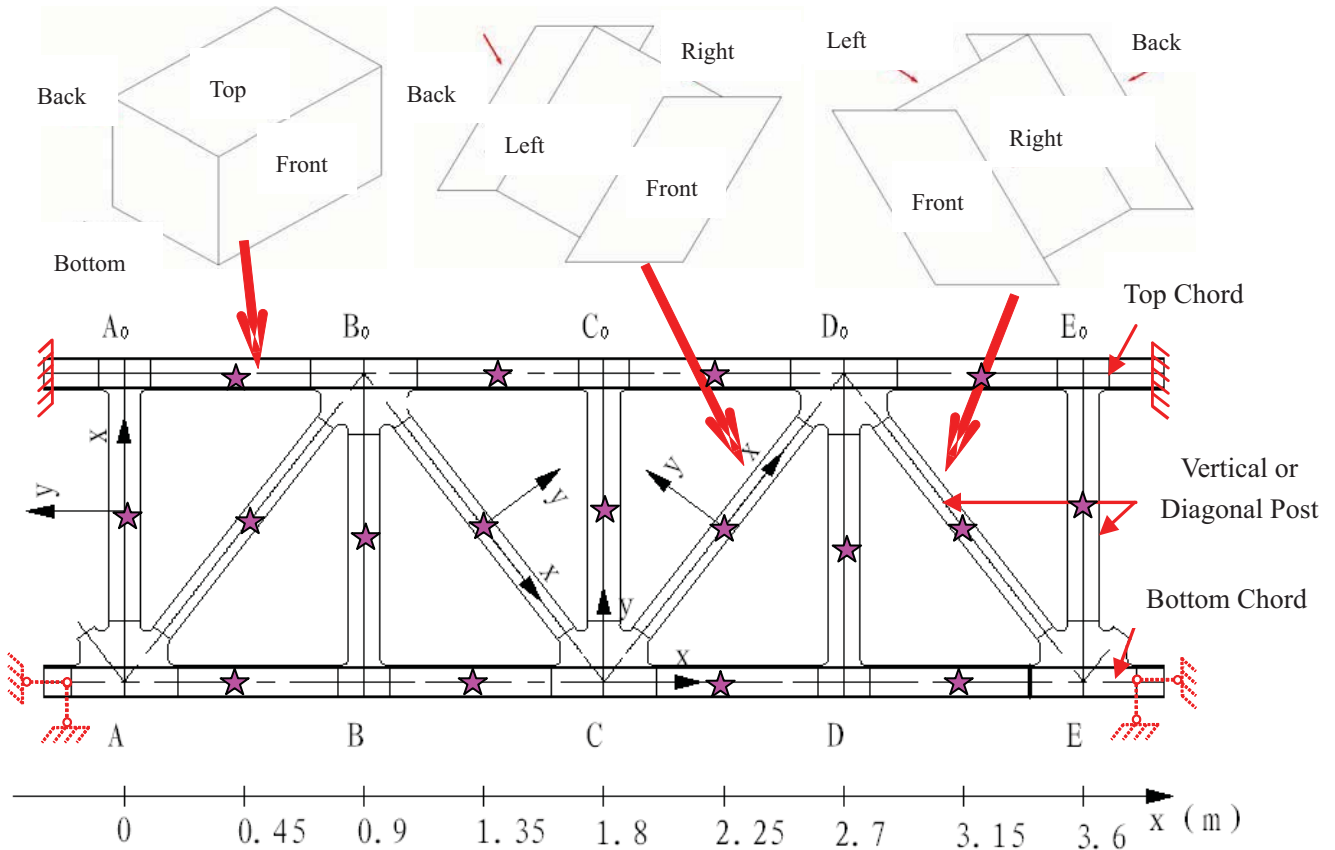 Back
Top
Front
Bottom
Back
Left
Right
Front
Left
Back
Right
Front
Top Chord
A0
B0
C0
D0
E0
x
y
y
x
y
x
y
x
Vertical or
Diagonal Post
Bottom Chord
A
B
C
D
E
0
0.45
0.9
1.35
1.8
2.25
2.7
3.15
3.6
x (m)